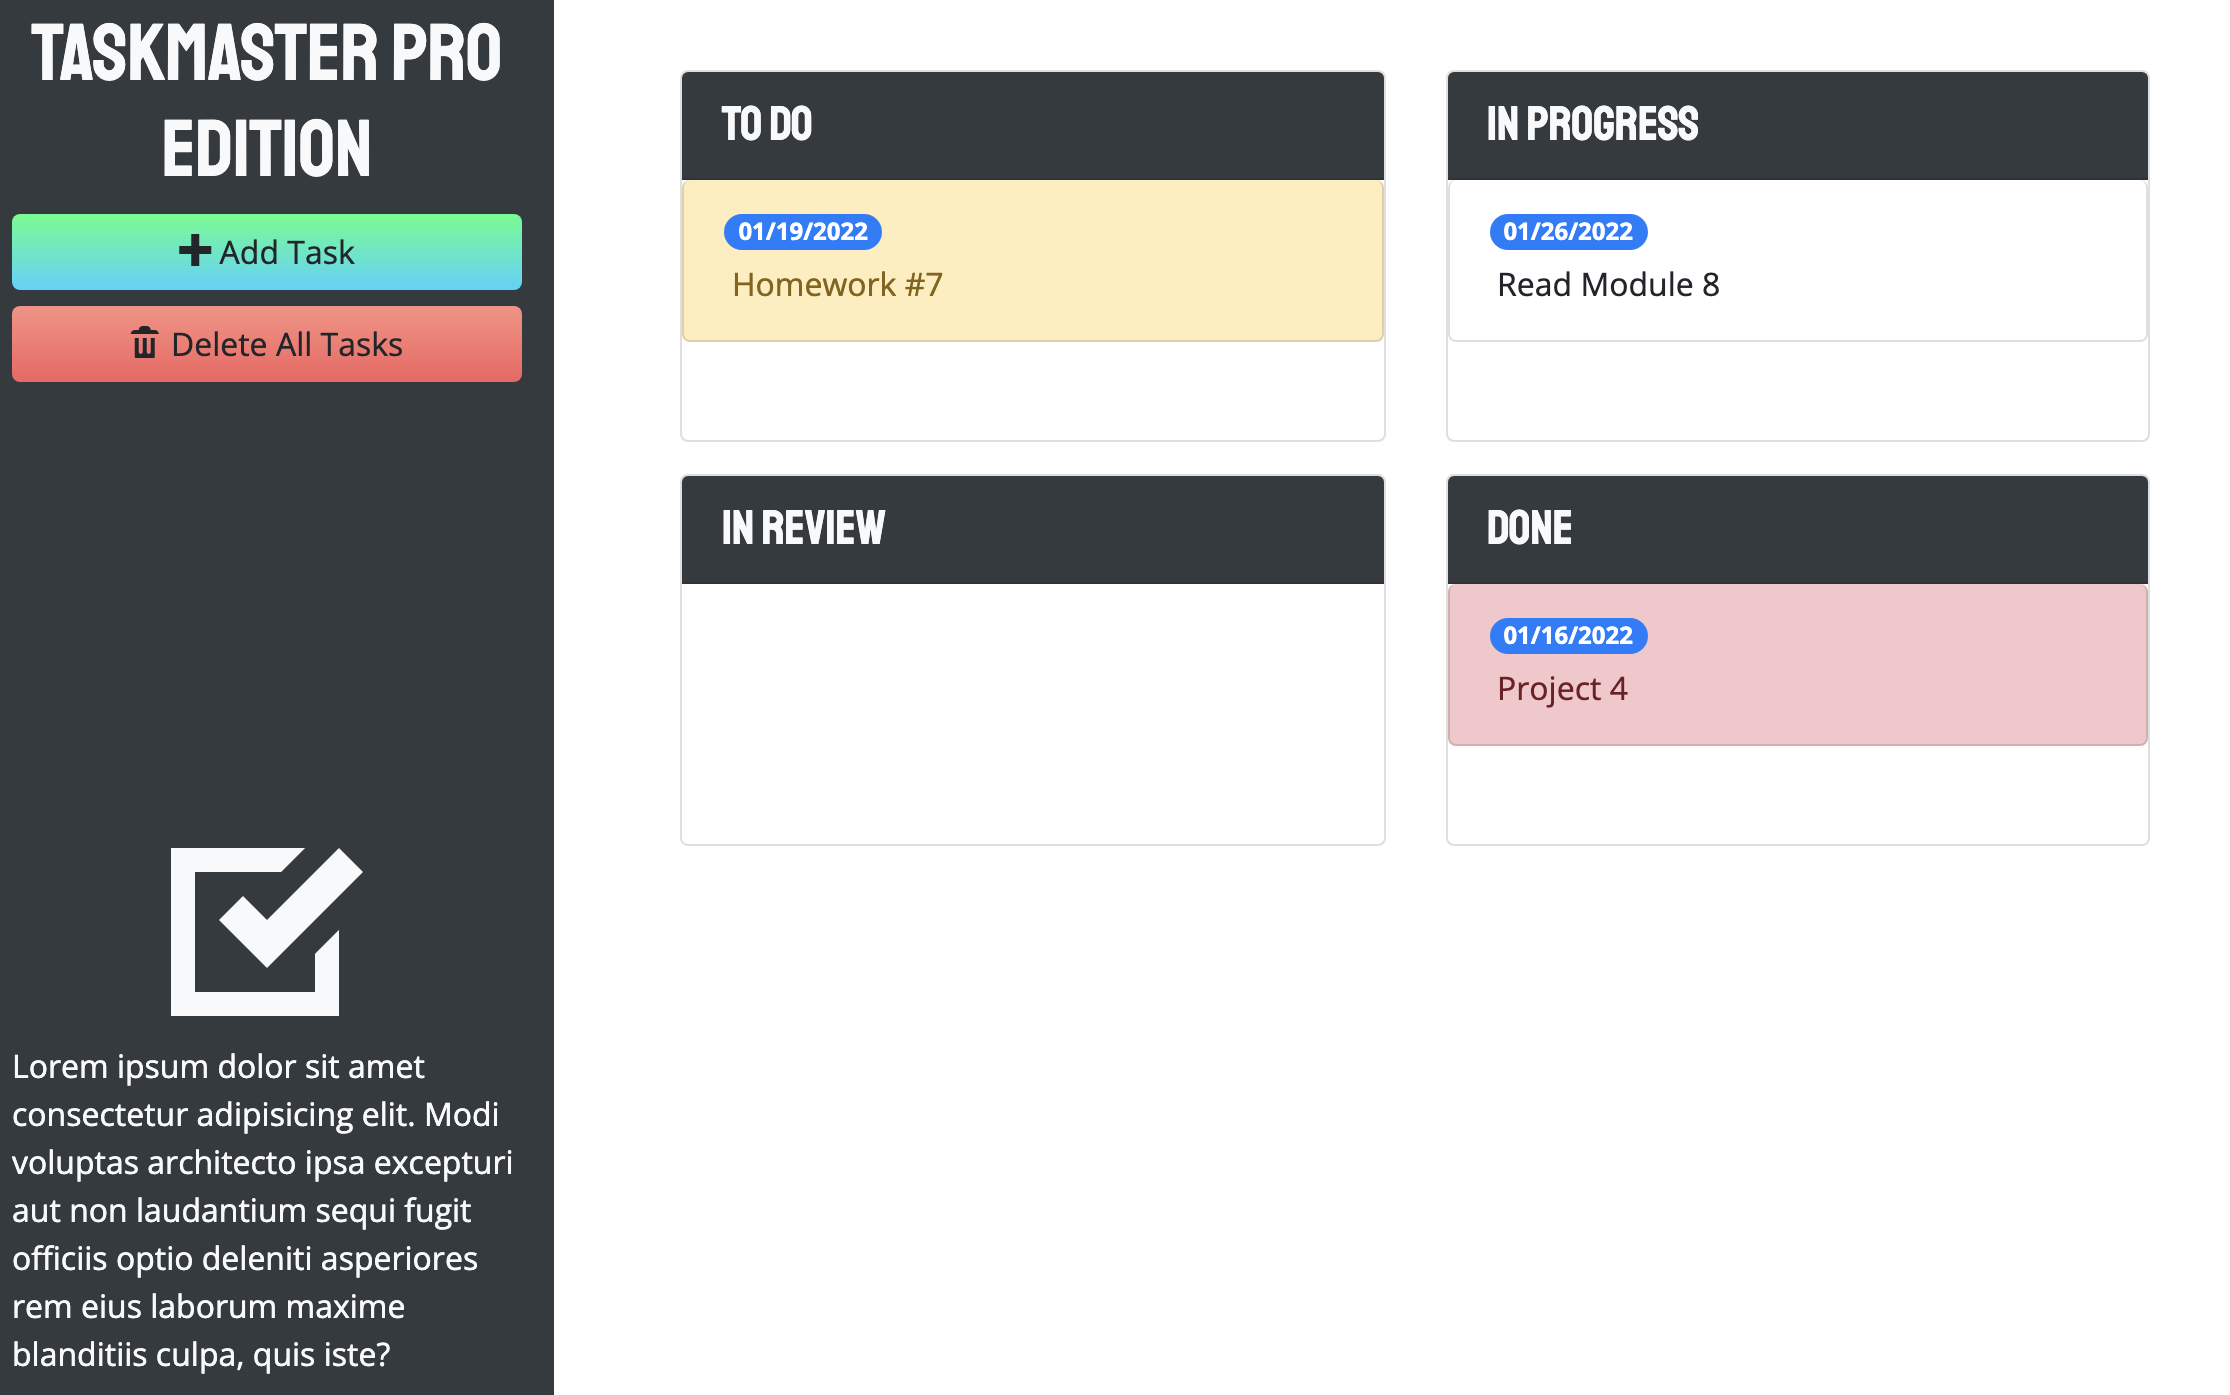 TASKMASTER PRO
EDITION
Add Task
Delete All Tasks
Lorem ipsum dolor sit amet
consectetur adipisicing elit. Modi
voluptas architecto ipsa excepturi
aut non laudantium sequi fugit
officiis optio deleniti asperiores
rem eius laborum maxime
blanditiis culpa, quis iste?
TO DO
01/19/2022
Homework #7
IN PROGRESS
01/26/2022
Read Module 8
IN REVIEW
DONE
01/16/2022
Project 4